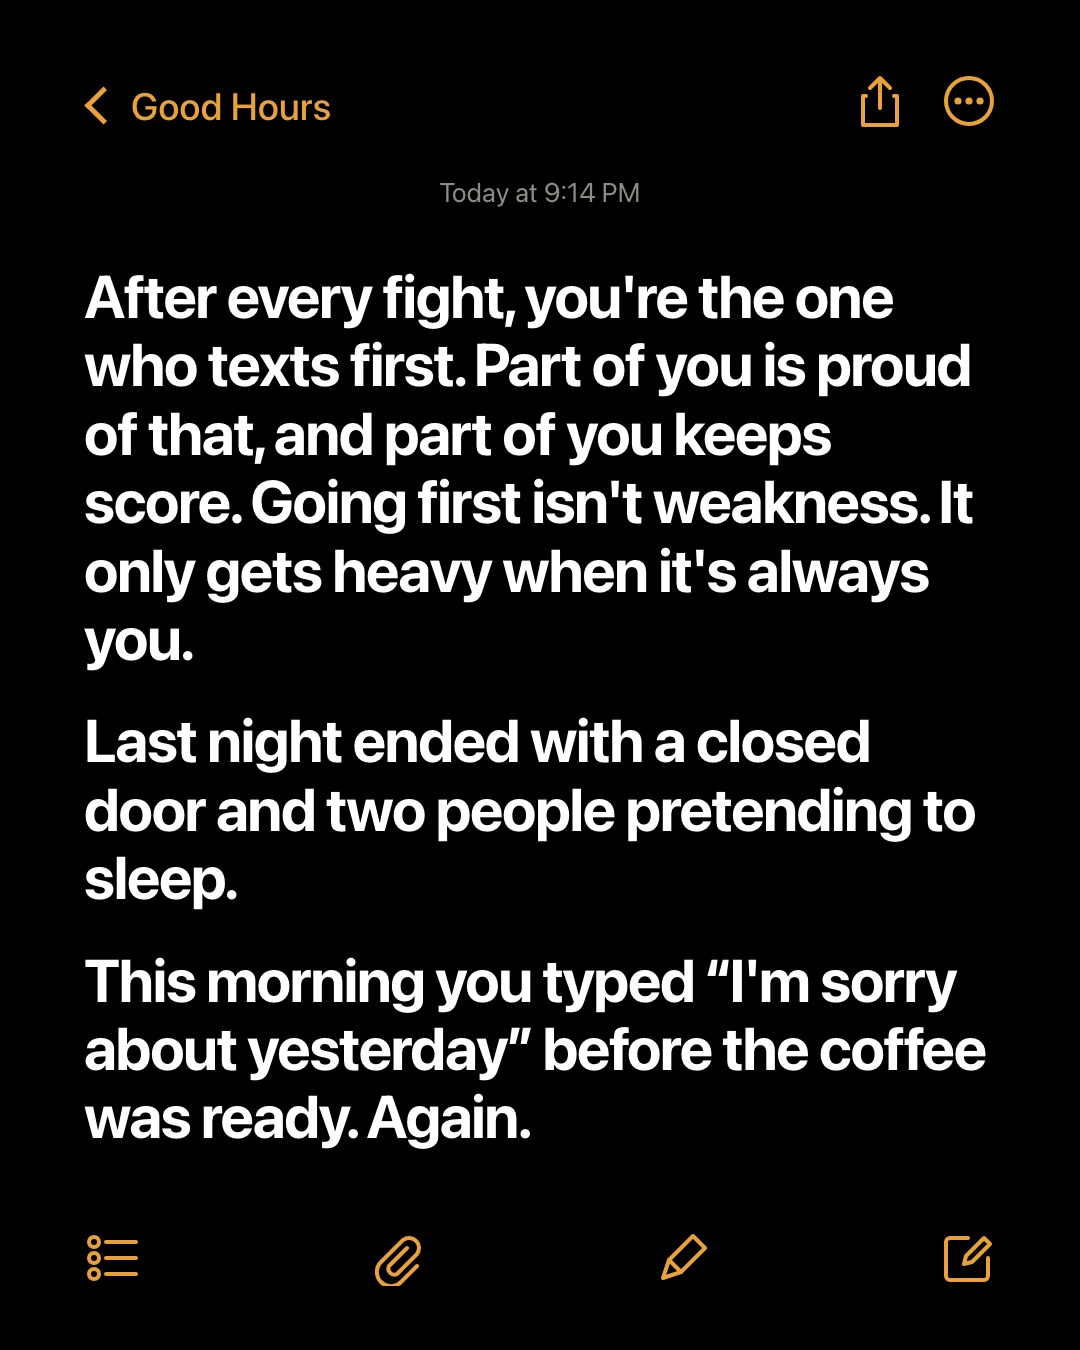 Good Hours
Today at 9:14 PM
After every fight, you're the one
who texts first. Part of you is proud
of that, and part of you keeps
score. Going first isn't weakness. It
only gets heavy when it's always
you.
Last night ended with a closed
door and two people pretending to
sleep.
This morning you typed “I'm sorry
about yesterday” before the coffee
was ready. Again.